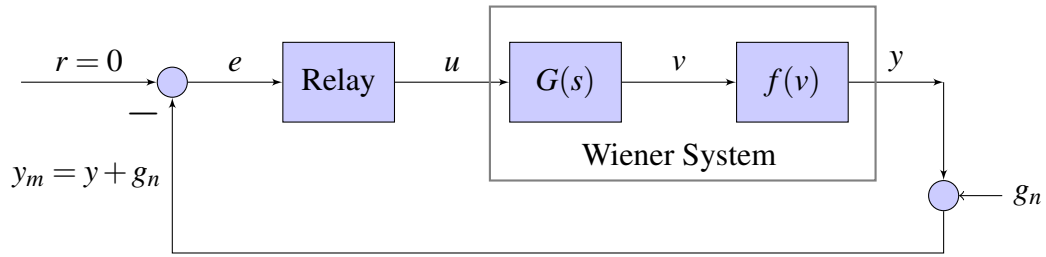 r = 0
e
Relay
u
G(s)
v
f(v)
y
Wiener System
−
y_m = y + g_n
g_n